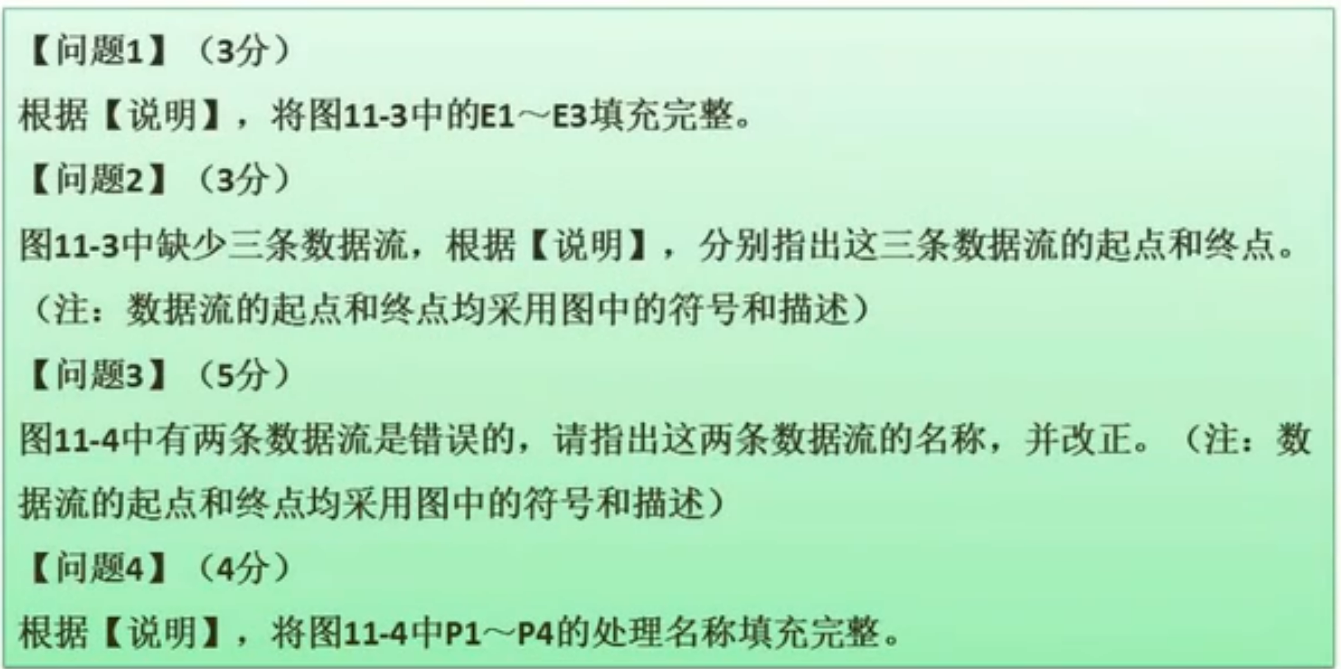 【问题1】（3分）
根据【说明】，将图11-3中的E1～E3填充完整。
【问题2】（3分）
图11-3中缺少三条数据流，根据【说明】，分别指出这三条数据流的起点和终点。
（注：数据流的起点和终点均采用图中的符号和描述）
【问题3】（5分）
图11-4中有两条数据流是错误的，请指出这两条数据流的名称，并改正。（注：数
据流的起点和终点均采用图中的符号和描述）
【问题4】（4分）
根据【说明】，将图11-4中P1～P4的处理名称填充完整。